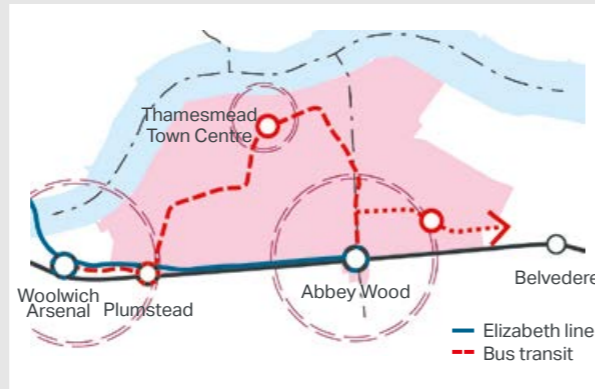 Thamesmead
Town Centre
Woolwich
Arsenal
Plumstead
Abbey Wood
Belvedere
Elizabeth line
Bus transit